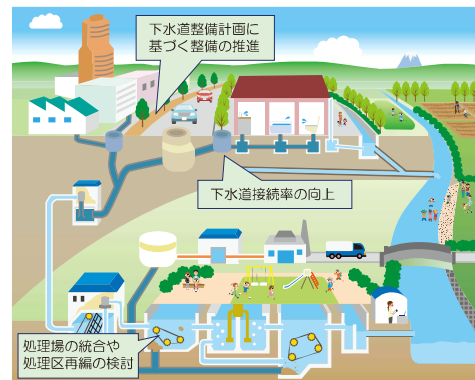 下水道整備計画に
基づく整備の推進
下水道接続率の向上
処理場の統合や
処理区再編の検討